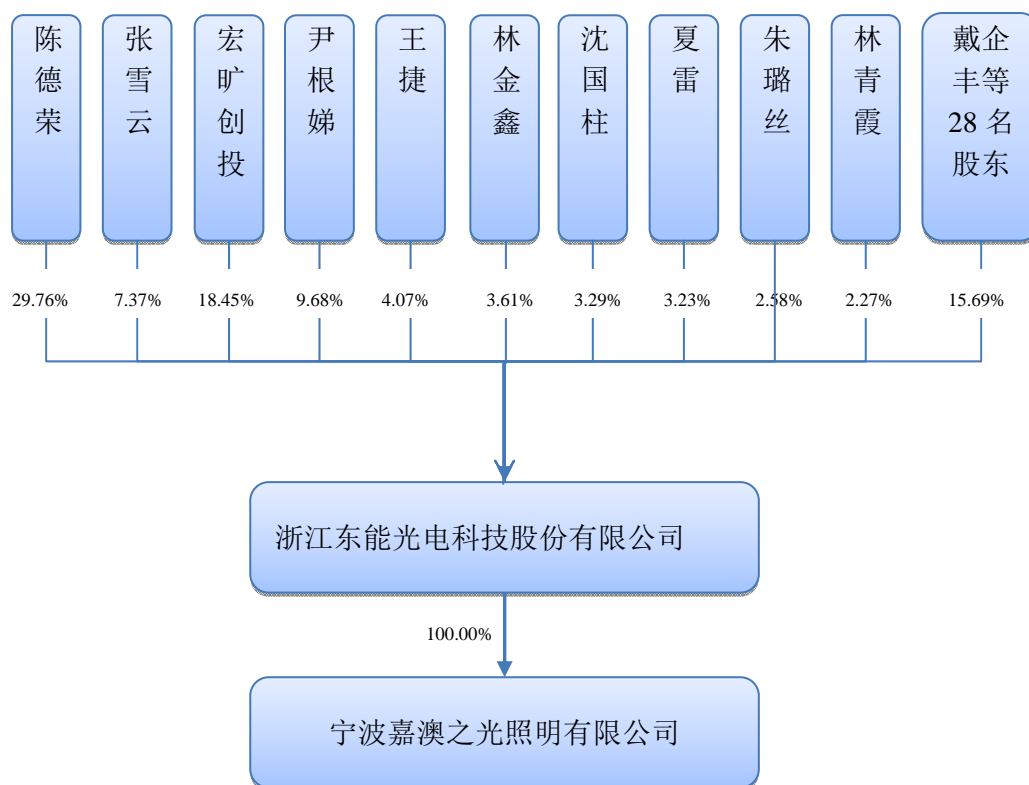 陈德荣
张雪云
宏旷创投
尹根娣
王捷
林金鑫
沈国柱
夏雷
朱璐丝
林青霞
戴企
丰等
28 名
股东
29.76%
7.37%
18.45%
9.68%
4.07%
3.61%
3.29%
3.23%
2.58%
2.27%
15.69%
浙江东能光电科技股份有限公司
100.00%
宁波嘉澳之光照明有限公司